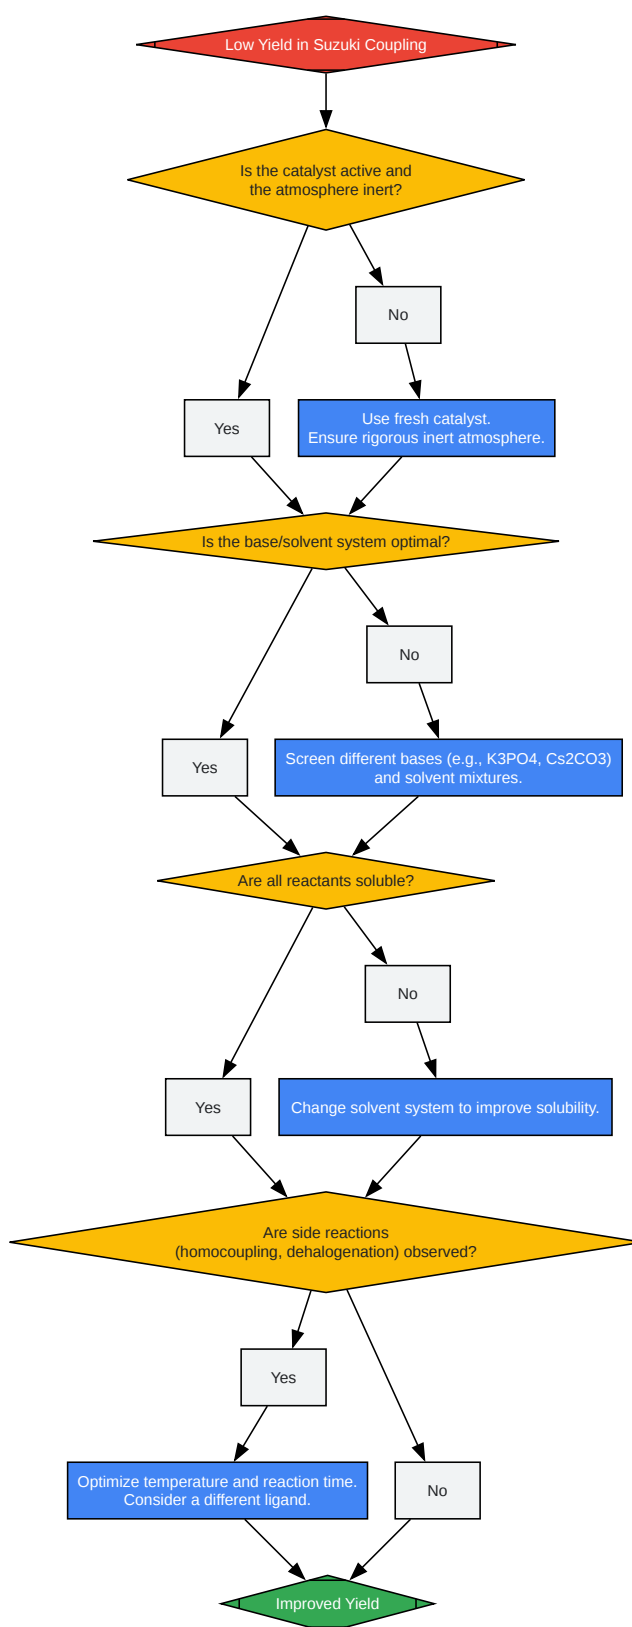 Low Yield in Suzuki Coupling
Is the catalyst active and
the atmosphere inert?
No
Yes
Use fresh catalyst.
Ensure rigorous inert atmosphere.
Is the base/solvent system optimal?
No
Yes
Screen different bases (e.g., K3PO4, Cs2CO3)
and solvent mixtures.
Are all reactants soluble?
No
Yes
Change solvent system to improve solubility.
Are side reactions
(homocoupling, dehalogenation) observed?
Yes
Optimize temperature and reaction time.
Consider a different ligand.
No
Improved Yield